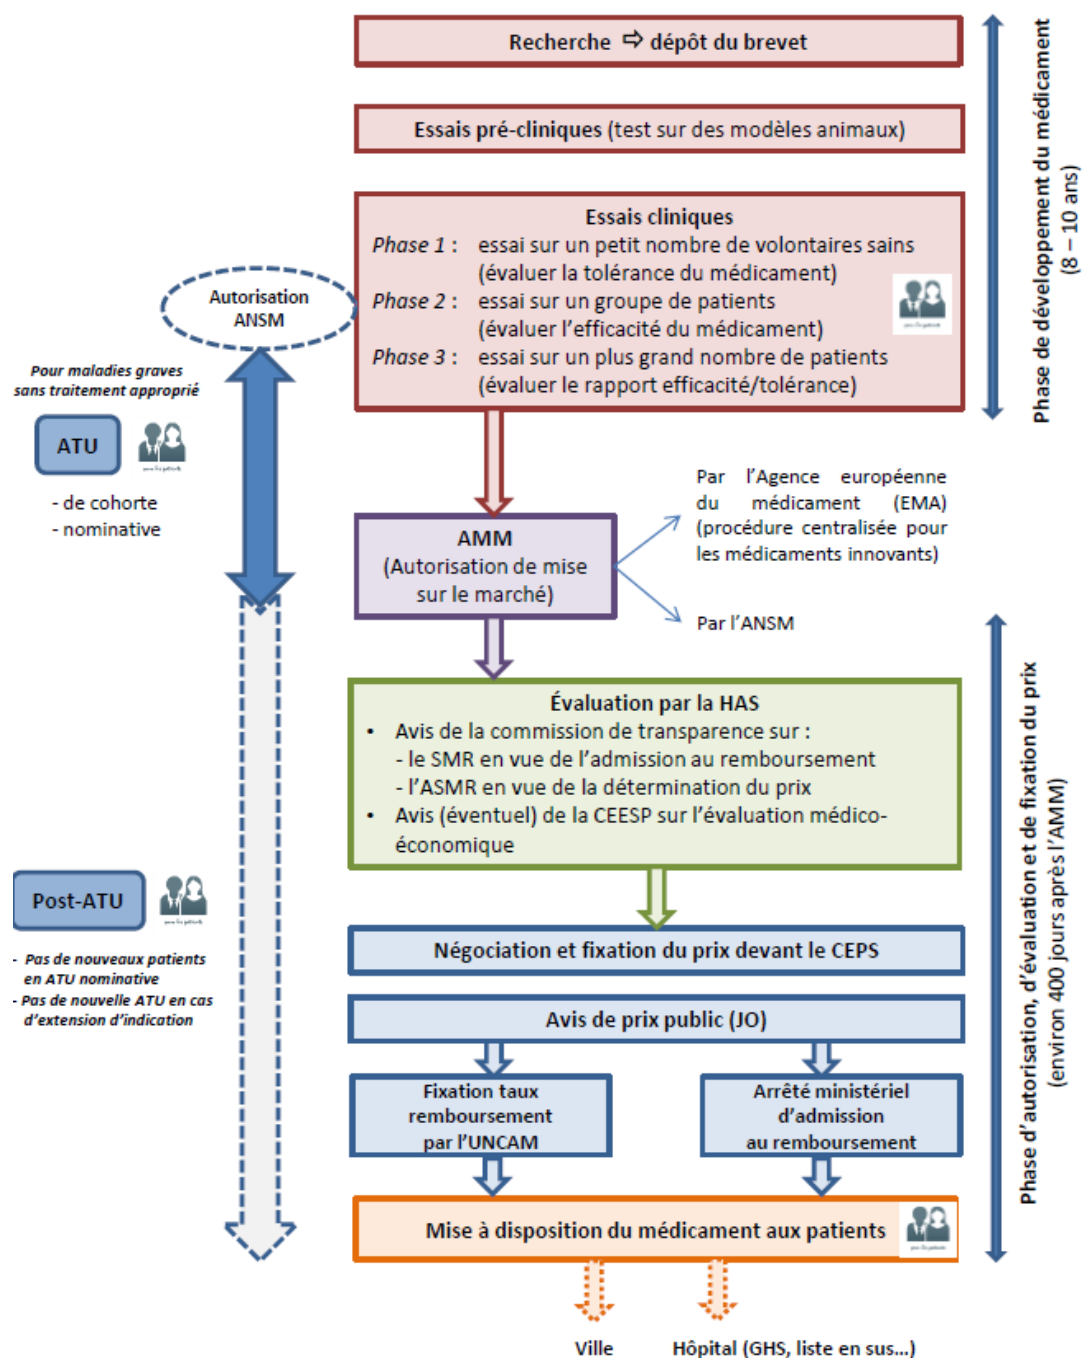 Recherche ⇨ dépôt du brevet
Essais pré-cliniques (test sur des modèles animaux)
Essais cliniques
Phase 1 : essai sur un petit nombre de volontaires sains
(évaluer la tolérance du médicament)
Phase 2 : essai sur un groupe de patients
(évaluer l'efficacité du médicament)
Phase 3 : essai sur un plus grand nombre de patients
(évaluer le rapport efficacité/tolérance)
Phase de développement du médicament
(8 – 10 ans)
Autorisation
ANSM
Pour maladies graves
sans traitement approprié
ATU
pour les patients
- de cohorte
- nominative
AMM
(Autorisation de mise
sur le marché)
Par l'Agence européenne
du médicament (EMA)
(procédure centralisée pour
les médicaments innovants)
Par l'ANSM
Évaluation par la HAS
• Avis de la commission de transparence sur :
- le SMR en vue de l'admission au remboursement
- l'ASMR en vue de la détermination du prix
• Avis (éventuel) de la CEESP sur l'évaluation médico-
économique
Post-ATU
pour les patients
- Pas de nouveaux patients
en ATU nominative
- Pas de nouvelle ATU en cas
d'extension d'indication
Négociation et fixation du prix devant le CEPS
Avis de prix public (JO)
Fixation taux
remboursement
par l'UNCAM
Arrêté ministériel
d'admission
au remboursement
Mise à disposition du médicament aux patients
pour les patients
Phase d'autorisation, d'évaluation et de fixation du prix
(environ 400 jours après l'AMM)
Ville
Hôpital (GHS, liste en sus...)